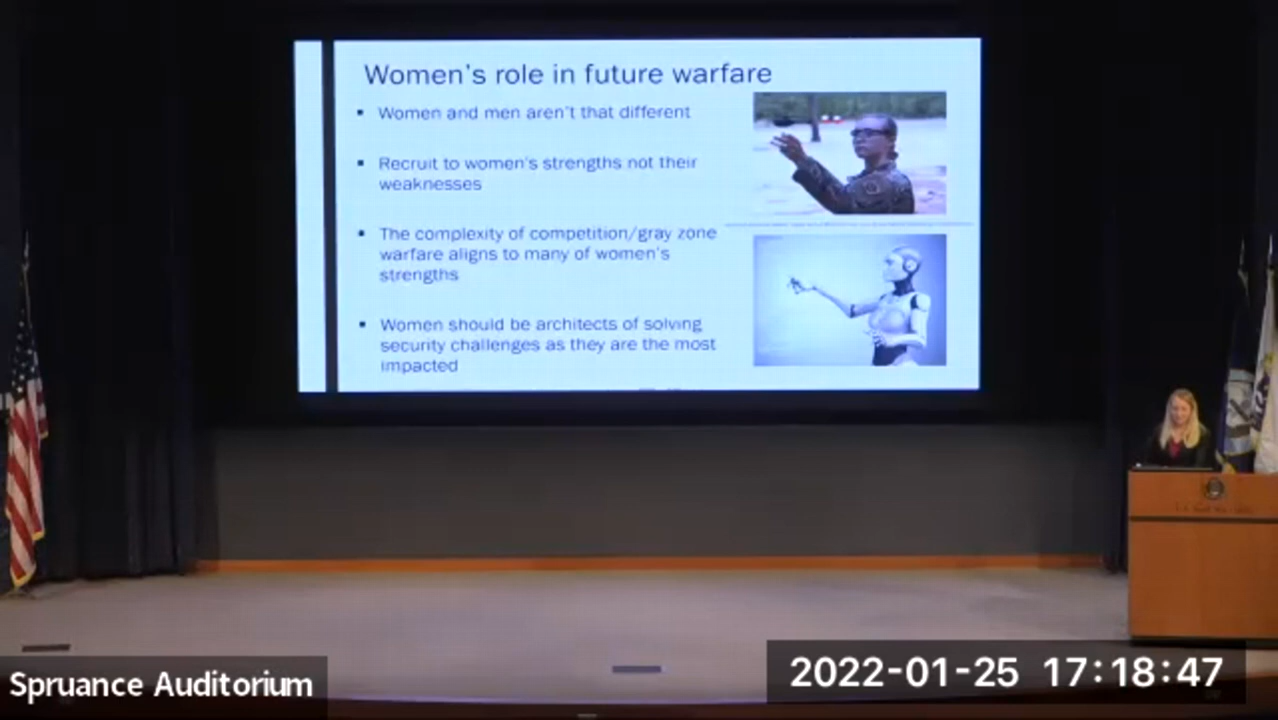 Women's role in future warfare
Women and men aren't that different
Recruit to women's strengths not their
weaknesses
The complexity of competition/gray zone
warfare aligns to many of women's
strengths
Women should be architects of solving
security challenges as they are the most
impacted
Spruance Auditorium
2022-01-25 17:18:47